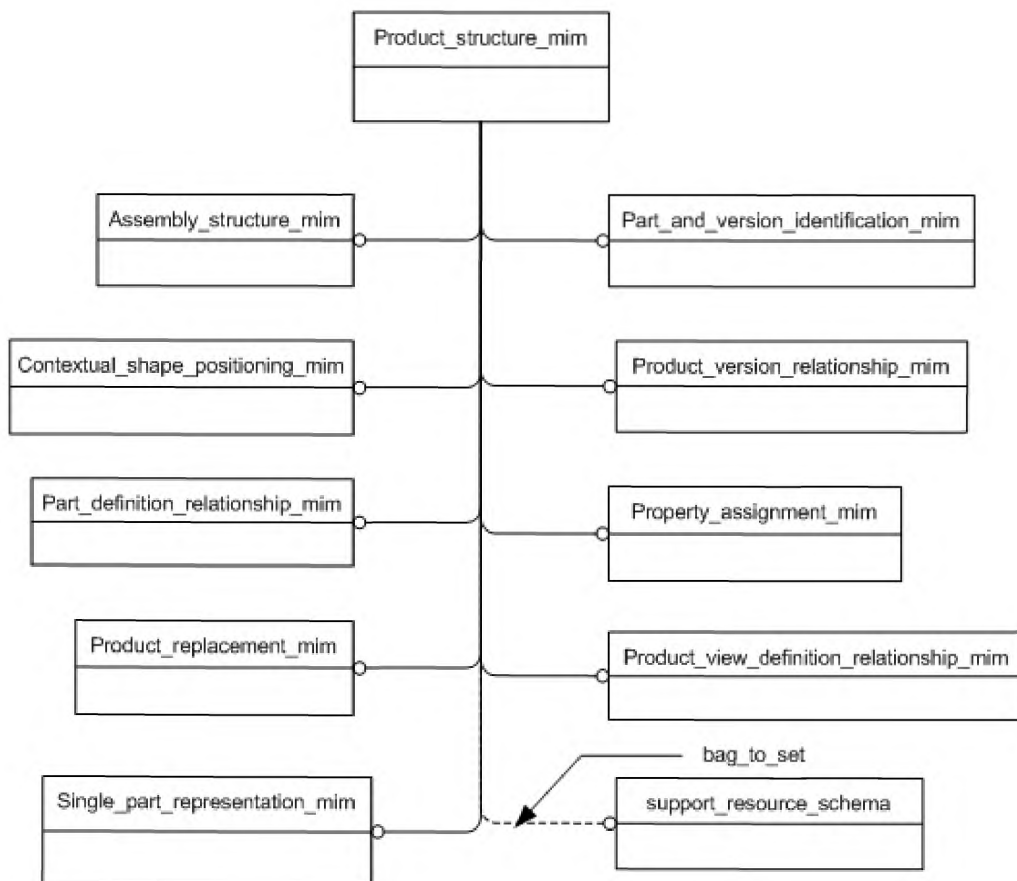 Product_structure_mim
Assembly_structure_mim
Part_and_version_identification_mim
Contextual_shape_positioning_mim
Product_version_relationship_mim
Part_definition_relationship_mim
Property_assignment_mim
Product_replacement_mim
Product_view_definition_relationship_mim
bag_to_set
Single_part_representation_mim
support_resource_schema